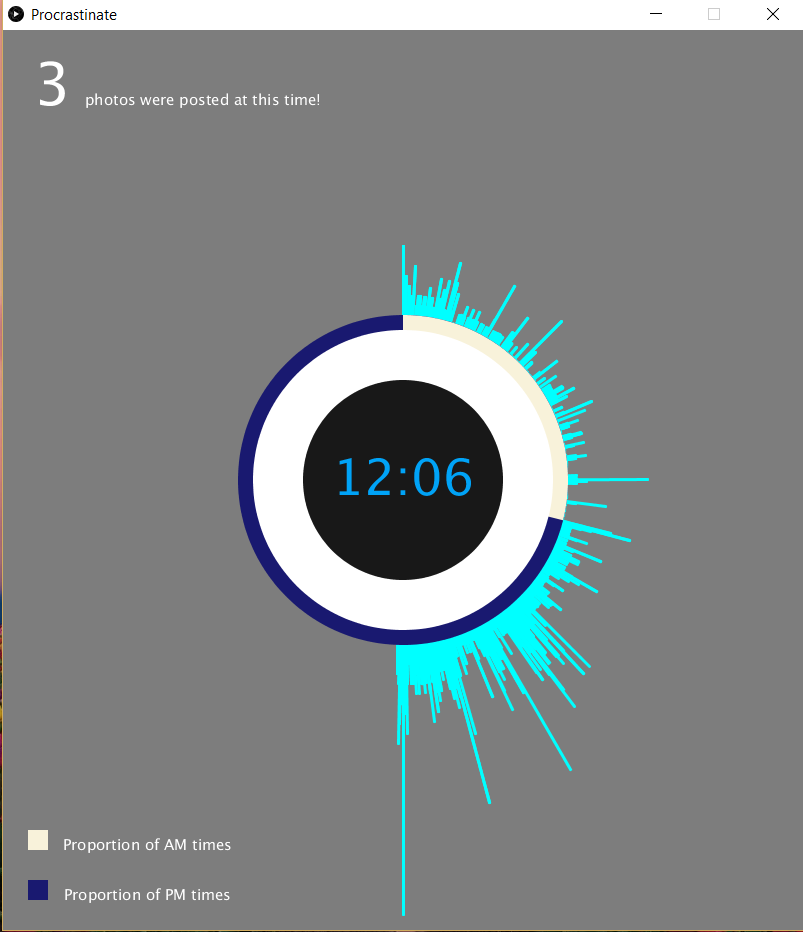 Procrastinate
3 photos were posted at this time!
12:06
Proportion of AM times
Proportion of PM times